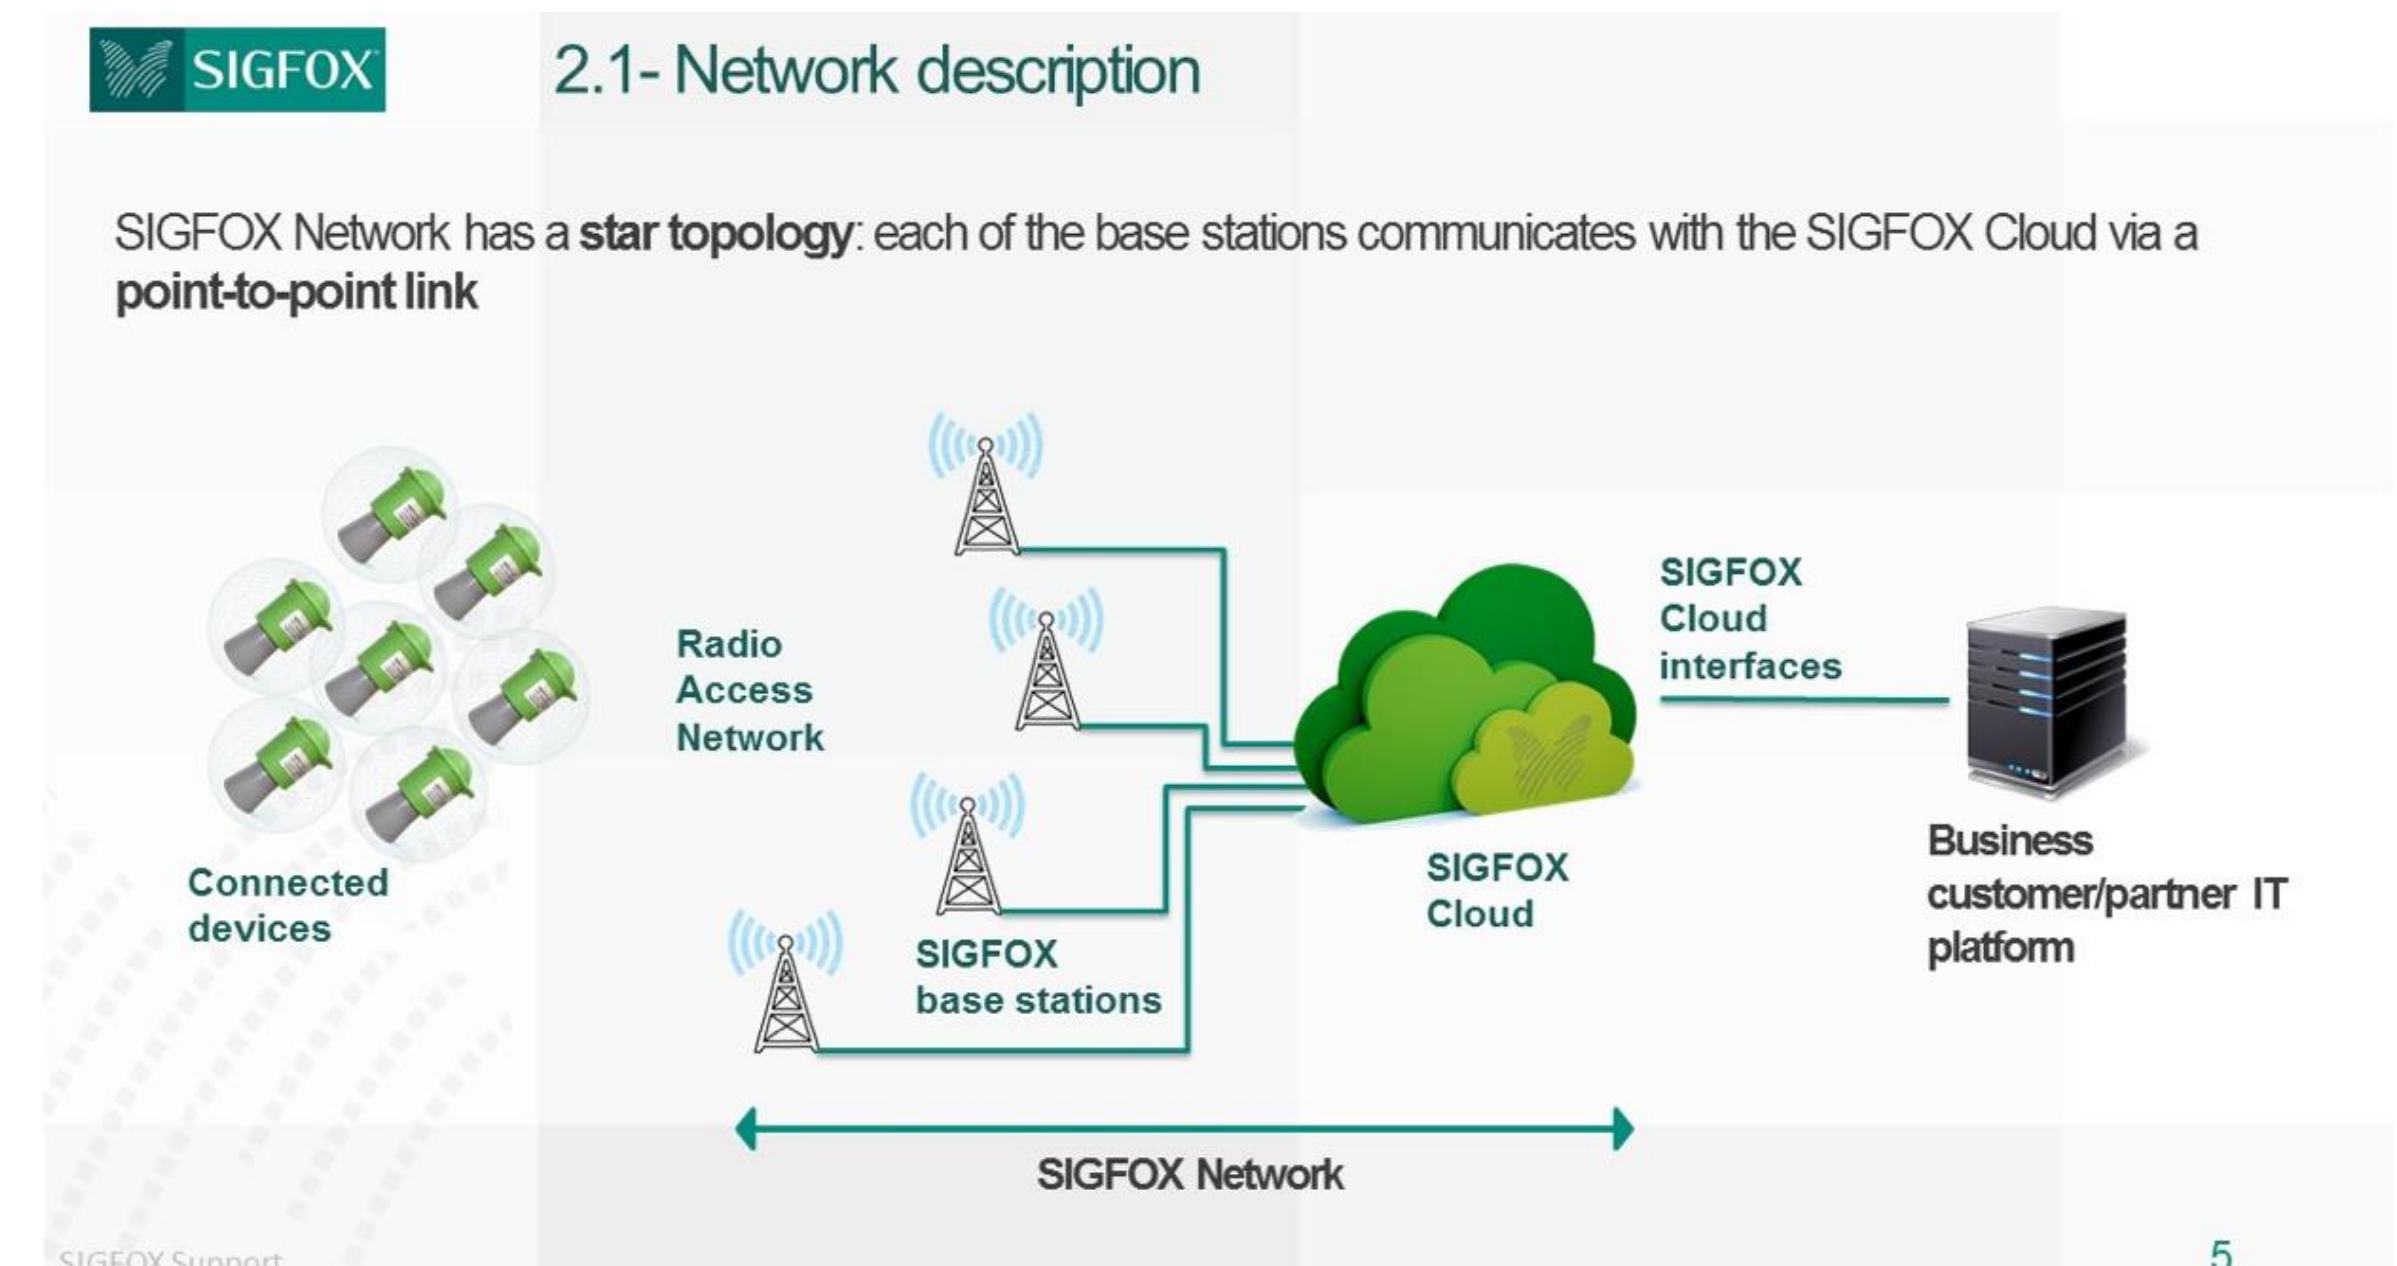 SIGFOX
2.1- Network description
SIGFOX Network has a star topology: each of the base stations communicates with the SIGFOX Cloud via a
point-to-point link
Radio
Access
Network
Connected
devices
SIGFOX
base stations
SIGFOX
Cloud
SIGFOX
Cloud
interfaces
Business
customer/partner IT
platform
SIGFOX Network
SIGFOX Support
5